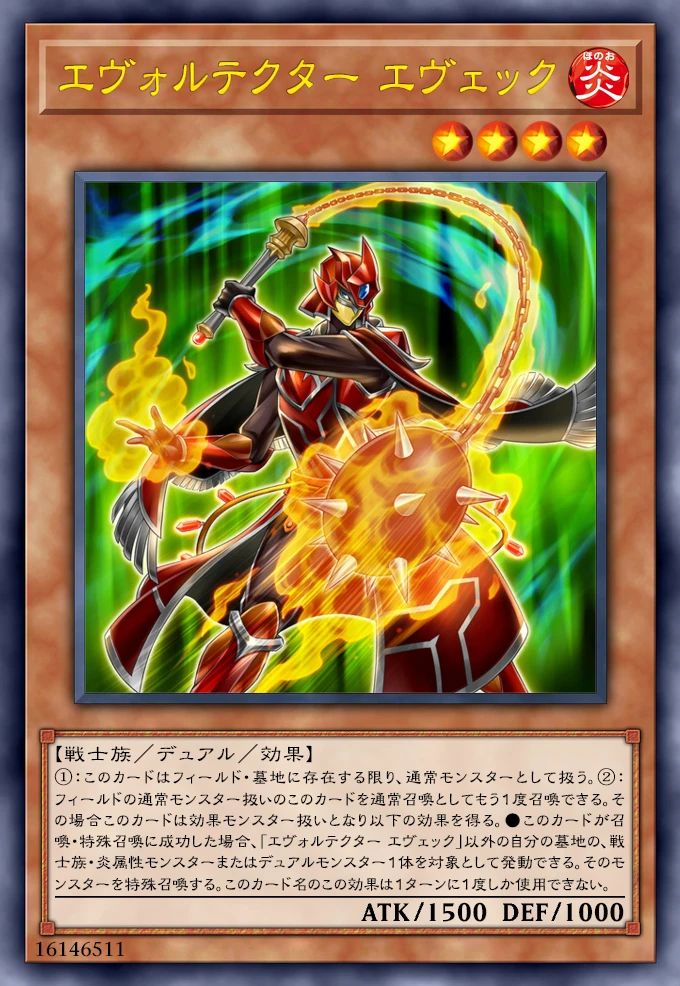 エヴォルテクター エヴェック
ほのお
炎
【戦士族／デュアル／効果】
①:このカードはフィールド・墓地に存在する限り、通常モンスターとして扱う。②:
フィールドの通常モンスター扱いのこのカードを通常召喚としてもう1度召喚できる。そ
の場合このカードは効果モンスター扱いとなり以下の効果を得る。●このカードが召
喚・特殊召喚に成功した場合、「エヴォルテクター エヴェック」以外の自分の墓地の、戦
士族・炎属性モンスターまたはデュアルモンスター1体を対象として発動できる。そのモ
ンスターを特殊召喚する。このカード名のこの効果は1ターンに1度しか使用できない。
ATK/1500 DEF/1000
16146511